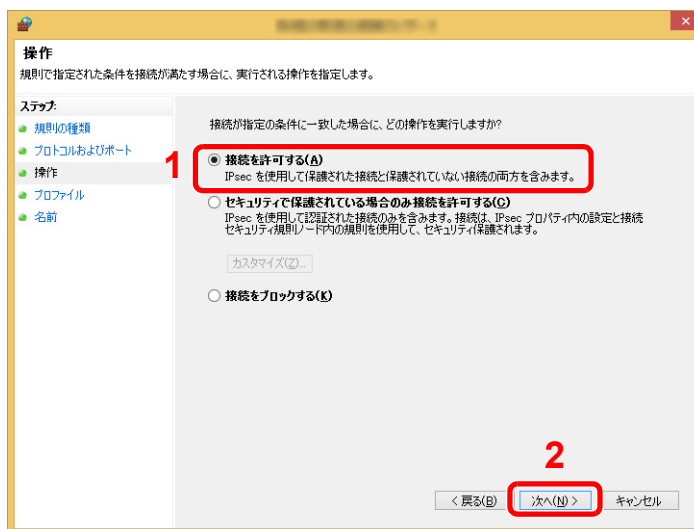 操作
規則で指定された条件を接続が満たす場合に、実行される操作を指定します。
ステップ:
規則の種類
プロトコルおよびポート
操作
プロファイル
名前
接続が指定の条件に一致した場合に、どの操作を実行しますか?
1
接続を許可する(A)
IPsec を使用して保護された接続と保護されていない接続の両方を含みます。
セキュリティで保護されている場合のみ接続を許可する(C)
IPsec を使用して認証された接続のみを含みます。接続は、IPsec プロパティ内の設定と接続
セキュリティ規則ノード内の規則を使用して、セキュリティ保護されます。
カスタマイズ(Z)...
接続をブロックする(K)
2
< 戻る(B)
次へ(N) >
キャンセル